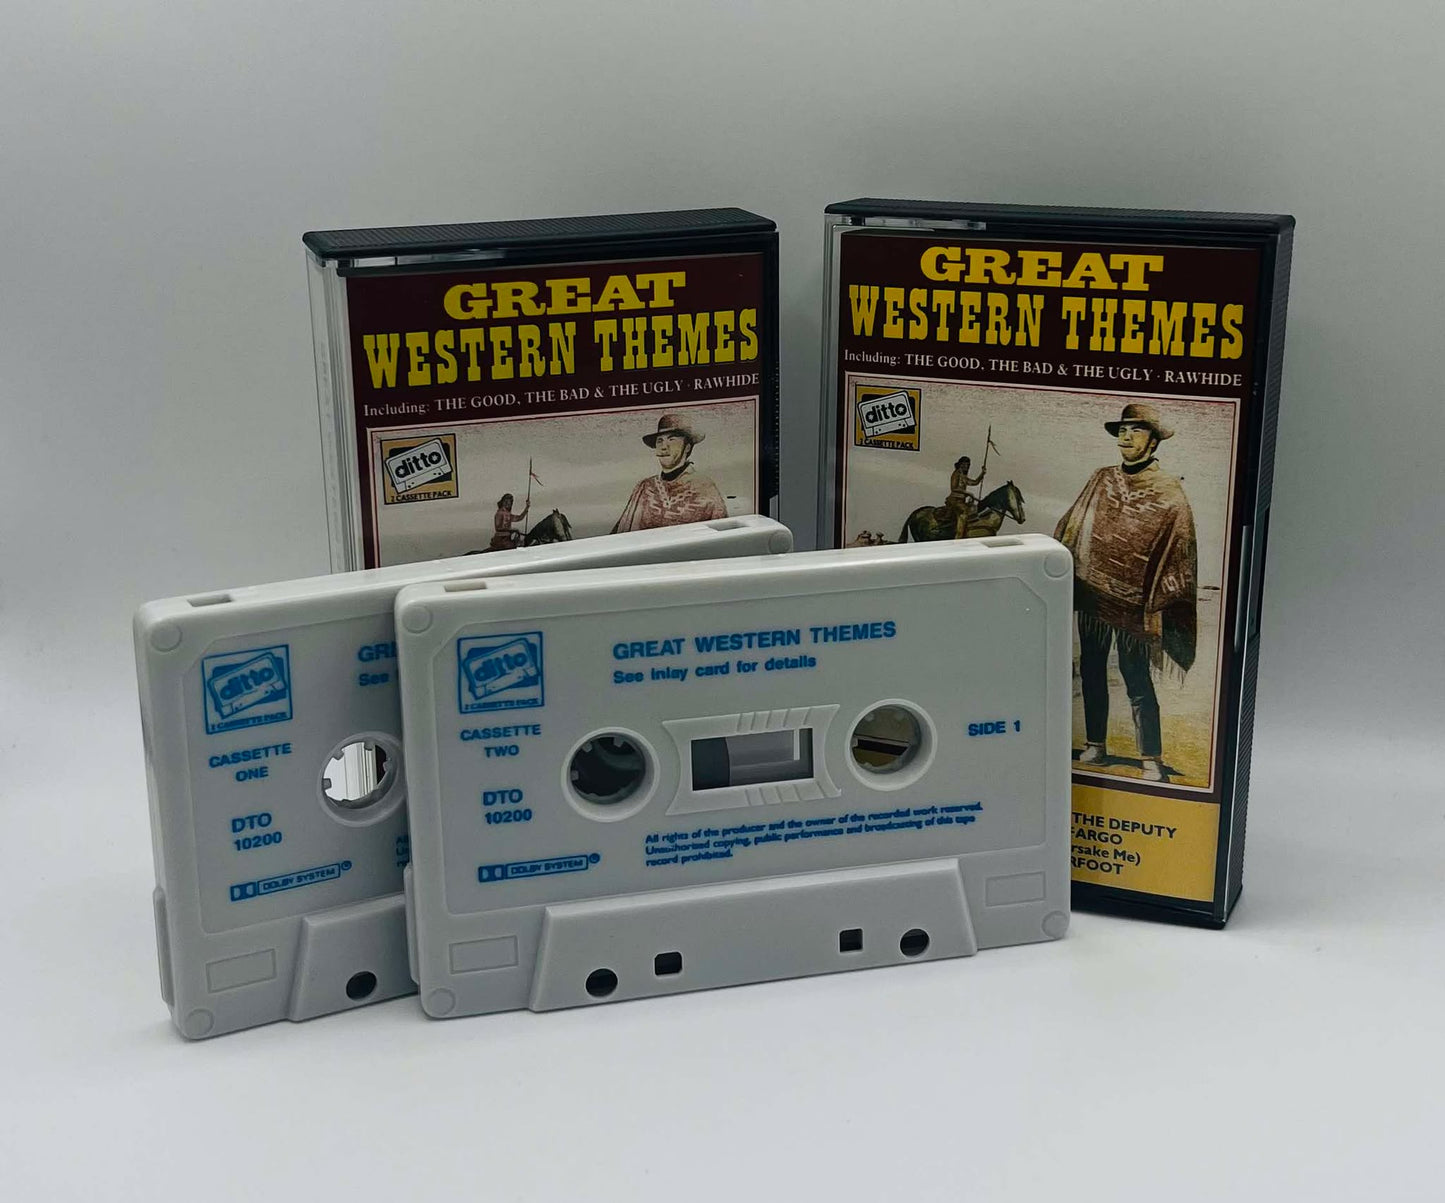 GREAT
WESTERN THEMES
Including: THE GOOD, THE BAD & THE UGLY · RAWHIDE
ditto
2 CASSETTE PACK
GREAT
WESTERN THEMES
Including: THE GOOD, THE BAD & THE UGLY · RAWHIDE
ditto
2 CASSETTE PACK
THE DEPUTY
FARGO
rsake Me)
RFOOT
ditto
2 CASSETTE PACK
GRE
See
CASSETTE
ONE
DTO
10200
DOLBY SYSTEM
ditto
2 CASSETTE PACK
GREAT WESTERN THEMES
See inlay card for details
CASSETTE
TWO
SIDE 1
DTO
10200
DOLBY SYSTEM
All rights of the producer and the owner of the recorded work reserved.
Unauthorised copying, public performance and broadcasting of this tape
record prohibited.